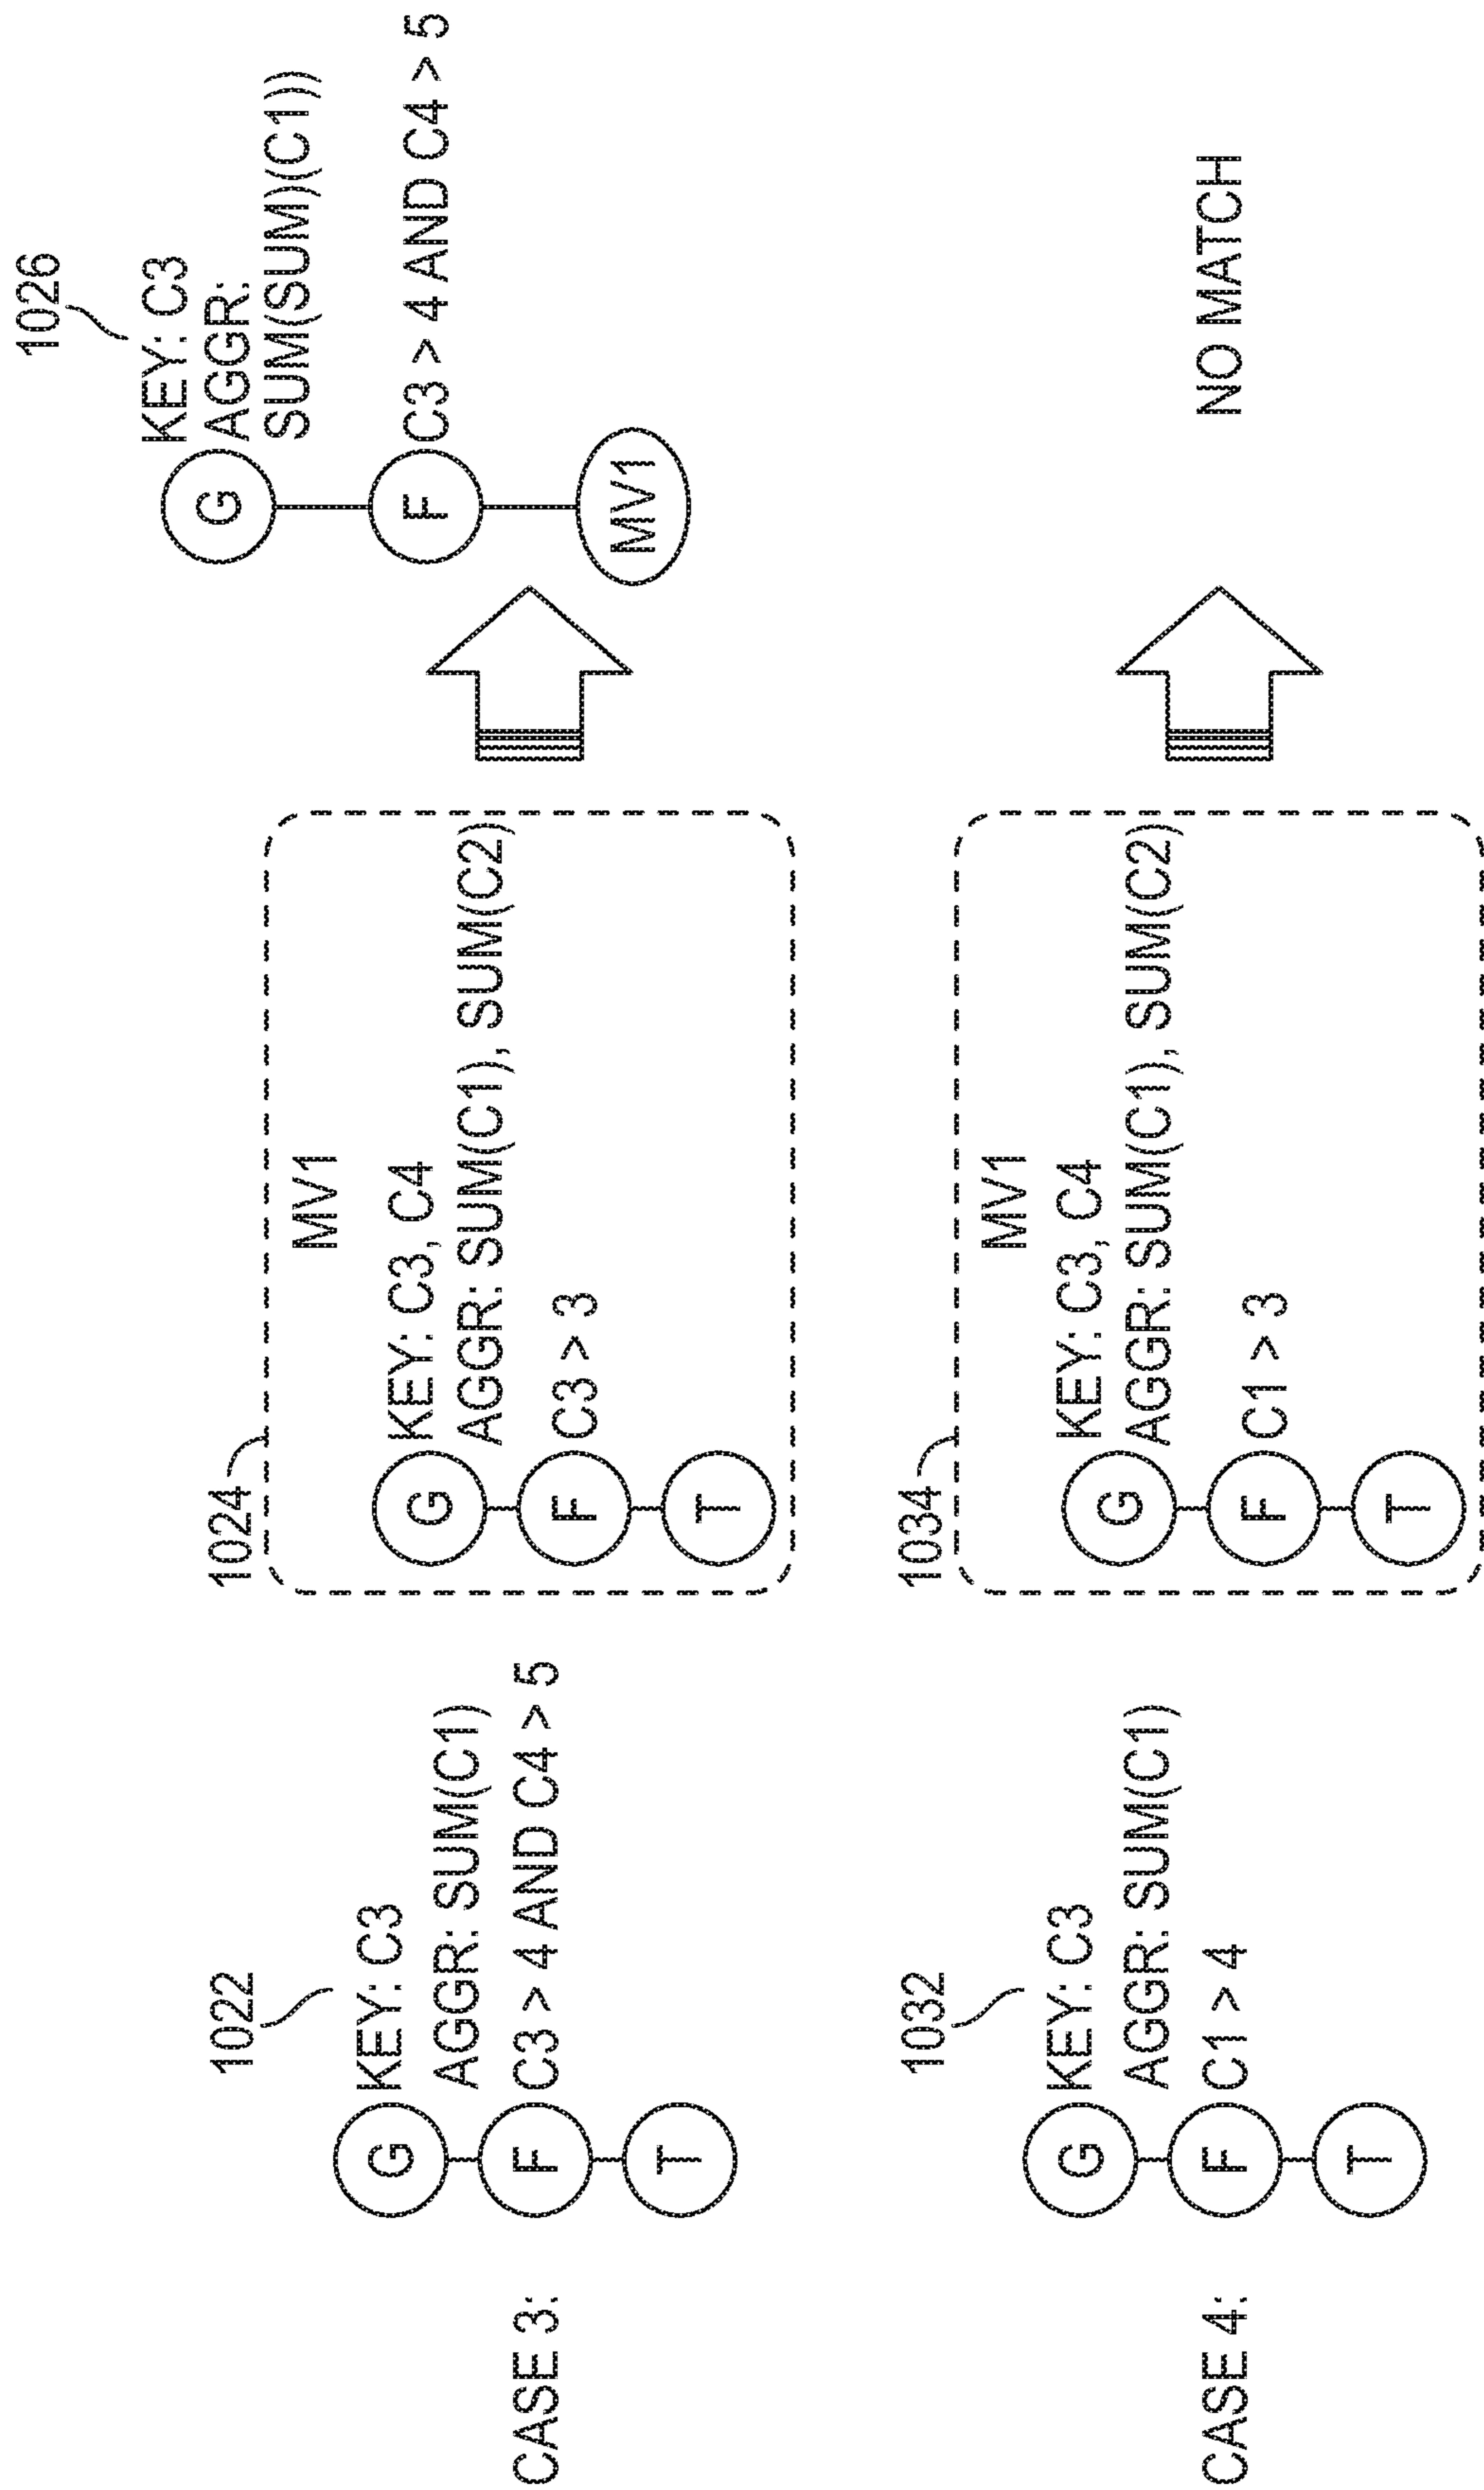 CASE 3:
1022
KEY: C3
AGGR: SUM(C1)
C3 > 4 AND C4 > 5
G
F
T
1024
MV1
KEY: C3, C4
AGGR: SUM(C1), SUM(C2)
C3 > 3
G
F
T
1026
KEY: C3
AGGR:
SUM(SUM)(C1))
C3 > 4 AND C4 > 5
G
F
MV1
CASE 4:
1032
KEY: C3
AGGR: SUM(C1)
C1 > 4
G
F
T
1034
MV1
KEY: C3, C4
AGGR: SUM(C1), SUM(C2)
C1 > 3
G
F
T
NO MATCH